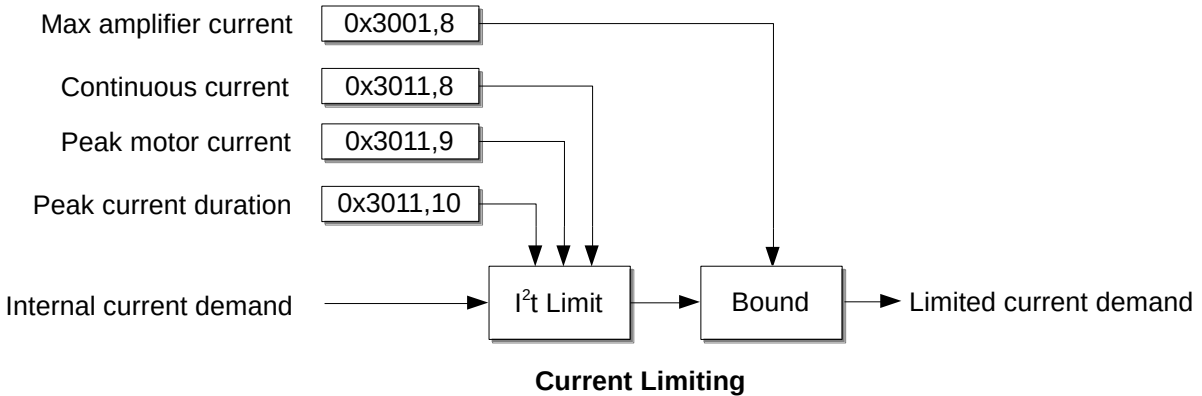 Max amplifier current 0x3001,8
Continuous current 0x3011,8
Peak motor current 0x3011,9
Peak current duration 0x3011,10
Internal current demand I²t Limit Bound Limited current demand
Current Limiting